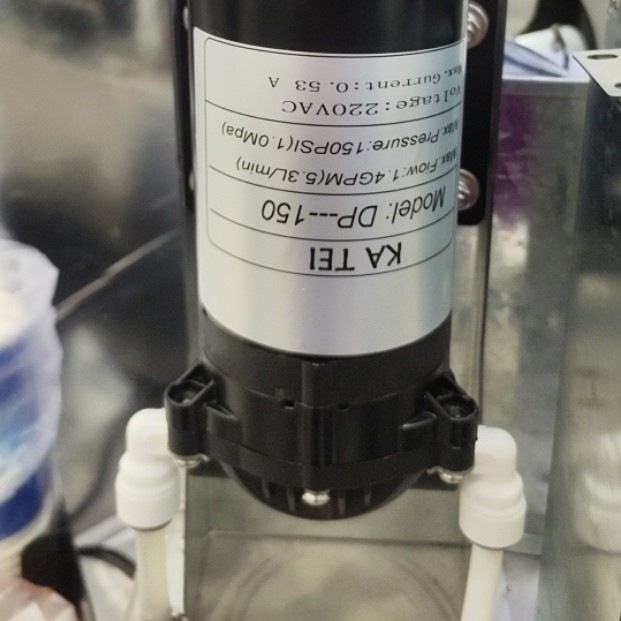 KA TEI
Model: DP---150
Max.Flow:1.4GPM(5.3L/min)
Max.Pressure:150PSI(1.0Mpa)
Voltage:220VAC
Max. Current:0.53 A